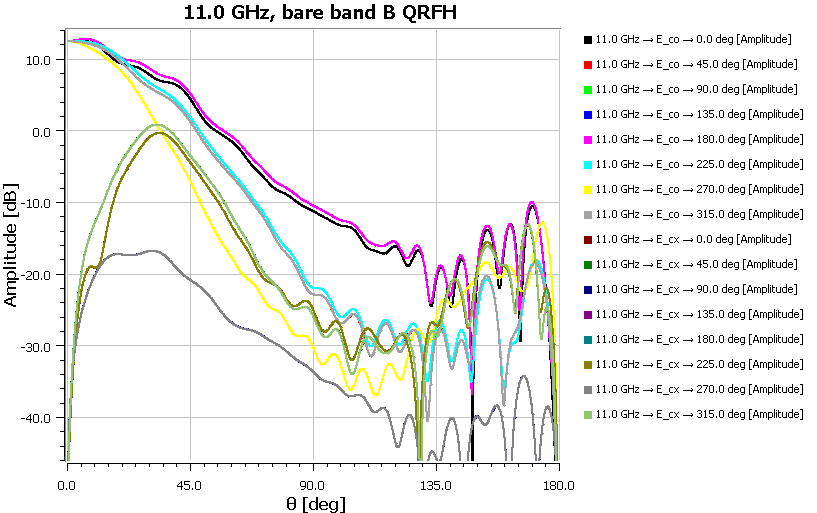 11.0 GHz, bare band B QRFH
11.0 GHz → E_co → 0.0 deg [Amplitude]
11.0 GHz → E_co → 45.0 deg [Amplitude]
11.0 GHz → E_co → 90.0 deg [Amplitude]
11.0 GHz → E_co → 135.0 deg [Amplitude]
11.0 GHz → E_co → 180.0 deg [Amplitude]
11.0 GHz → E_co → 225.0 deg [Amplitude]
11.0 GHz → E_co → 270.0 deg [Amplitude]
11.0 GHz → E_co → 315.0 deg [Amplitude]
11.0 GHz → E_cx → 0.0 deg [Amplitude]
11.0 GHz → E_cx → 45.0 deg [Amplitude]
11.0 GHz → E_cx → 90.0 deg [Amplitude]
11.0 GHz → E_cx → 135.0 deg [Amplitude]
11.0 GHz → E_cx → 180.0 deg [Amplitude]
11.0 GHz → E_cx → 225.0 deg [Amplitude]
11.0 GHz → E_cx → 270.0 deg [Amplitude]
11.0 GHz → E_cx → 315.0 deg [Amplitude]
Amplitude [dB]
10.0
0.0
-10.0
-20.0
-30.0
-40.0
0.0 45.0 90.0 135.0 180.0
θ [deg]